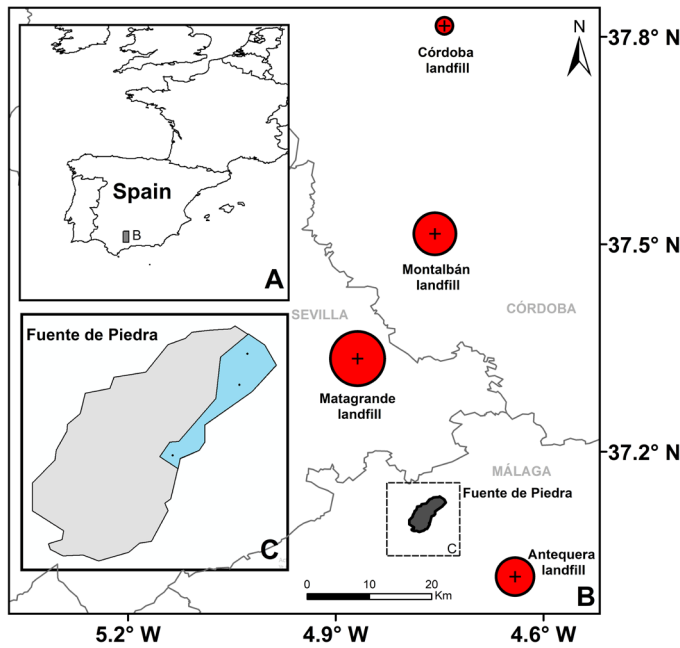 37.8° N
N
Córdoba
landfill
Spain
B
A
Montalbán
landfill
37.5° N
SEVILLA
CÓRDOBA
Fuente de Piedra
Matagrande
landfill
37.2° N
MÁLAGA
Fuente de Piedra
C
C
Antequera
landfill
0 10 20
Km
B
5.2° W 4.9° W 4.6° W